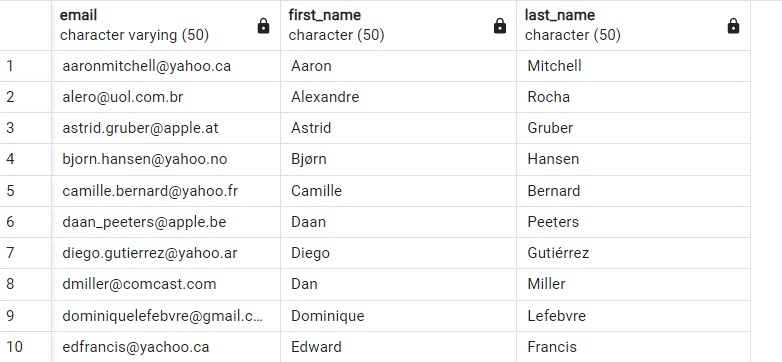 email first_name last_name
character varying (50) character (50) character (50)
1 aaronmitchell@yahoo.ca Aaron Mitchell
2 alero@uol.com.br Alexandre Rocha
3 astrid.gruber@apple.at Astrid Gruber
4 bjorn.hansen@yahoo.no Bjørn Hansen
5 camille.bernard@yahoo.fr Camille Bernard
6 daan_peeters@apple.be Daan Peeters
7 diego.gutierrez@yahoo.ar Diego Gutiérrez
8 dmiller@comcast.com Dan Miller
9 dominiquelefebvre@gmail.c... Dominique Lefebvre
10 edfrancis@yachoo.ca Edward Francis